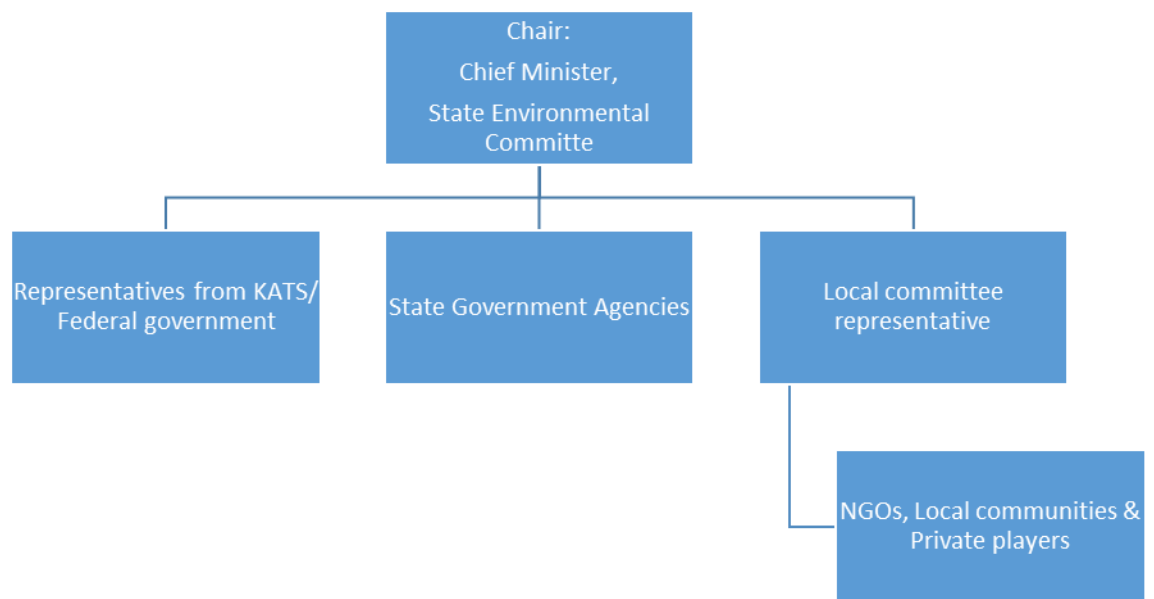 Chair:
Chief Minister,
State Environmental
Committe
Representatives from KATS/
Federal government
State Government Agencies
Local committee
representative
NGOs, Local communities &
Private players